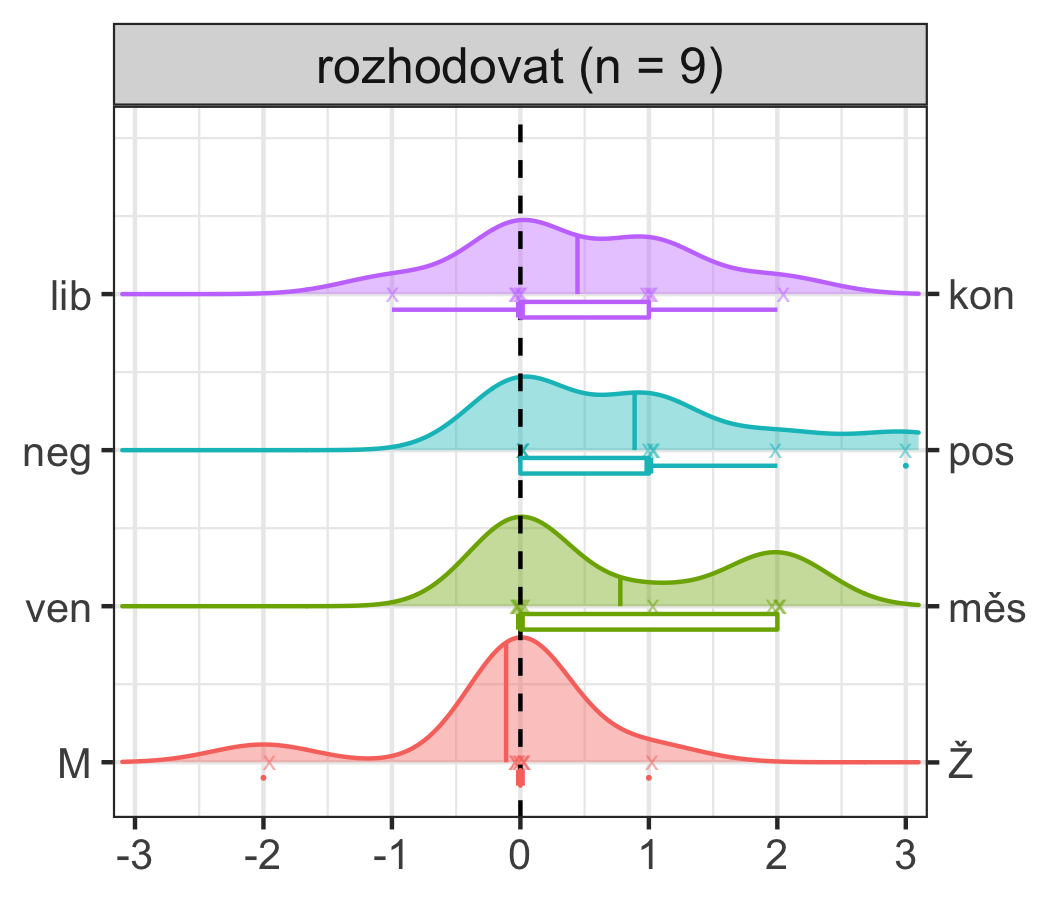 rozhodovat (n = 9)
lib kon
neg pos
ven měs
M Ž
-3 -2 -1 0 1 2 3